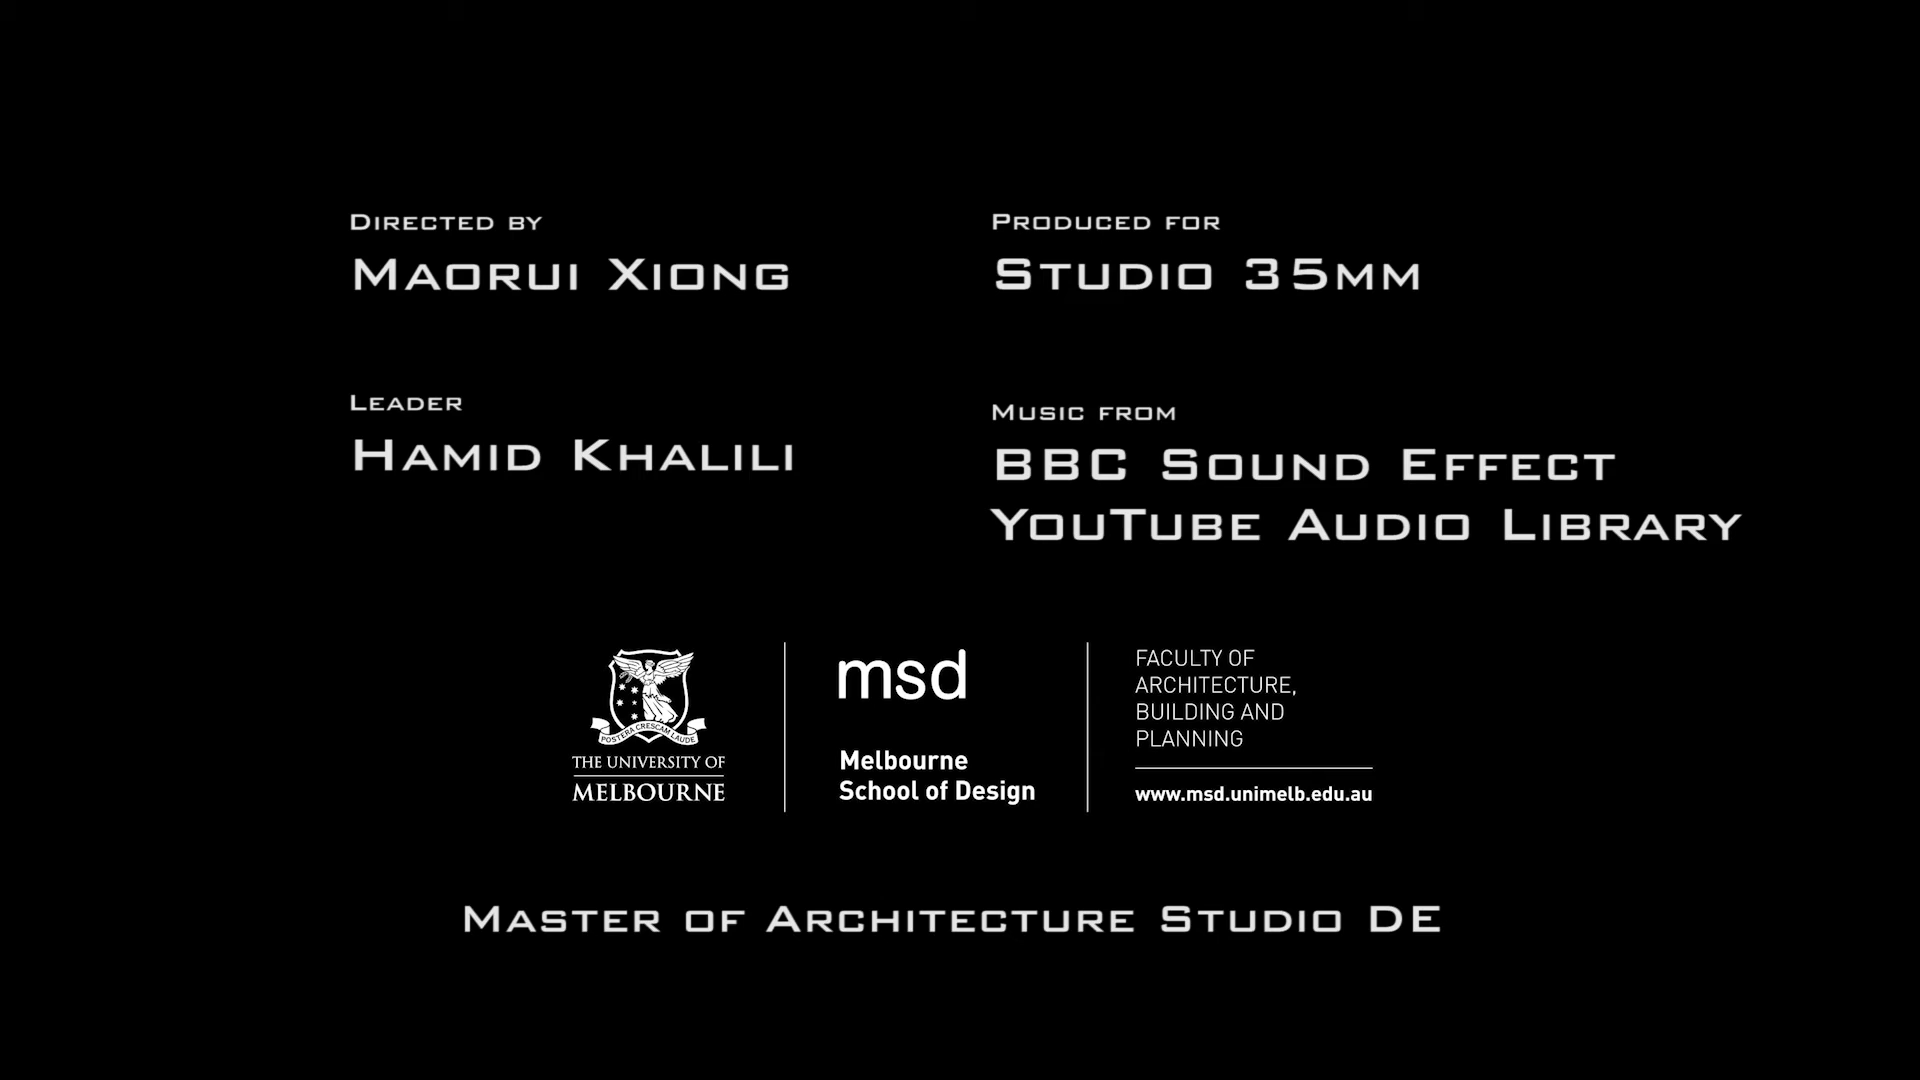 Directed by
Maorui Xiong
Produced for
Studio 35mm
Leader
Hamid Khalili
Music from
BBC Sound Effect
YouTube Audio Library
POSTERA CRESCAM LAUDE
THE UNIVERSITY OF
MELBOURNE
msd
Melbourne
School of Design
FACULTY OF
ARCHITECTURE,
BUILDING AND
PLANNING
www.msd.unimelb.edu.au
Master of Architecture Studio DE